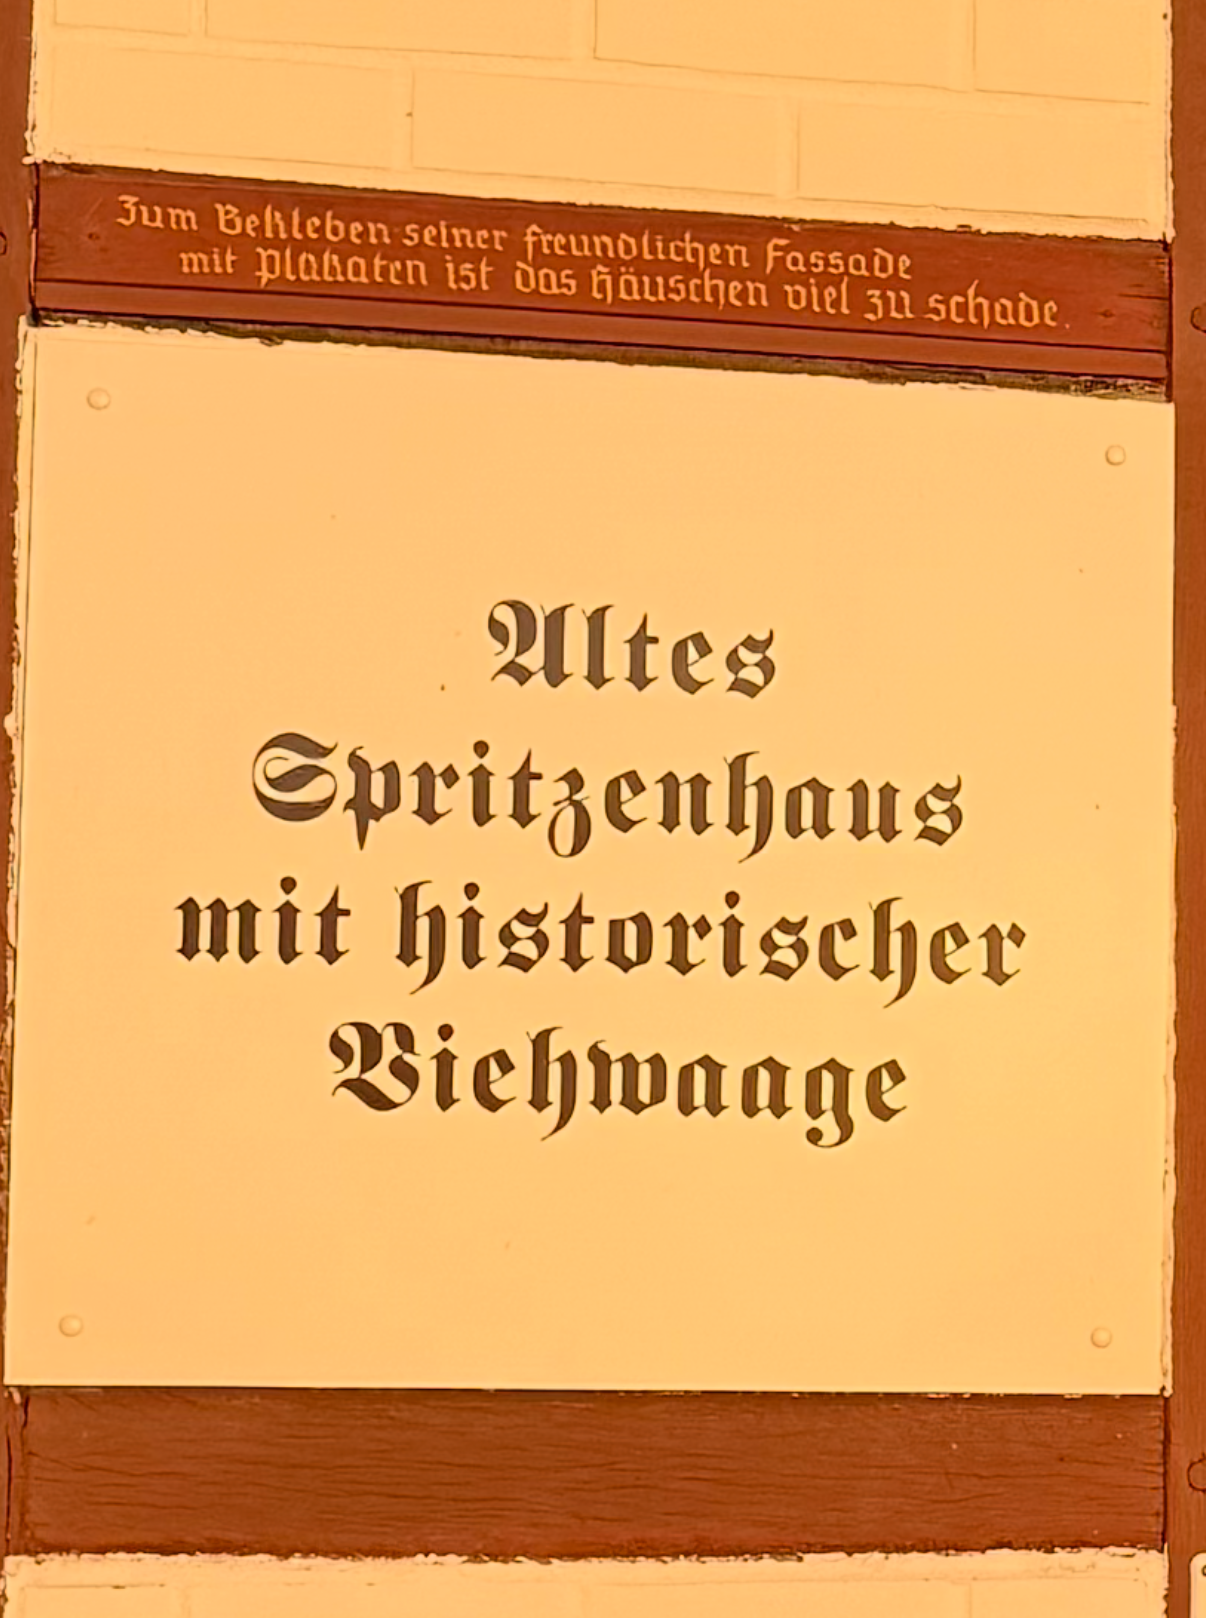 Zum Bekleben seiner freundlichen Fassade
mit Plakaten ist das Häuschen viel zu schade.
Altes
Spritzenhaus
mit historischer
Viehwaage